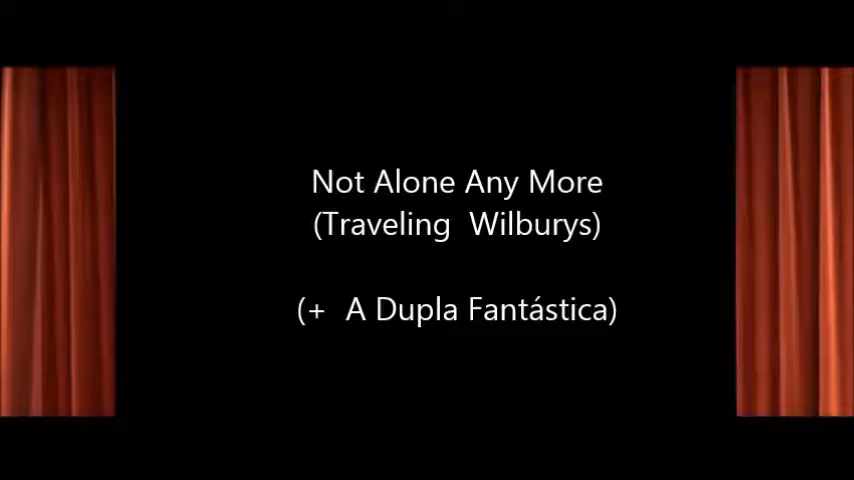 Not Alone Any More
(Traveling  Wilburys)
(+  A Dupla Fantástica)